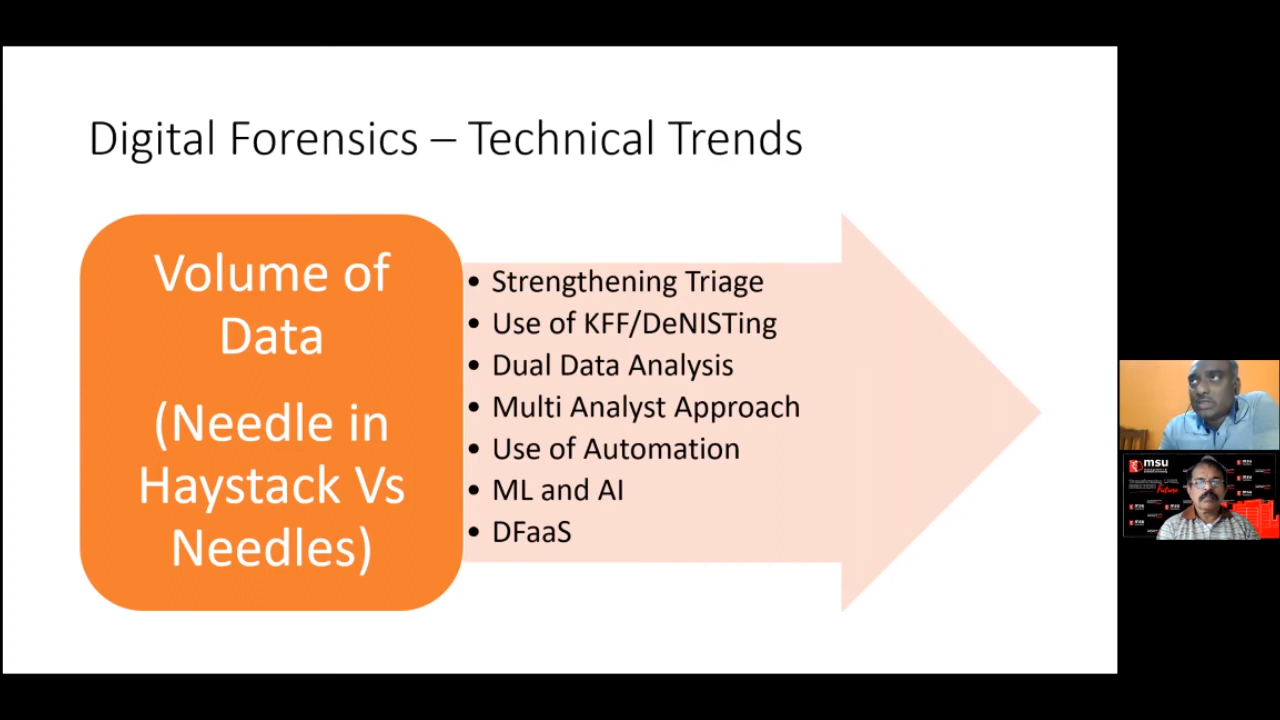 Digital Forensics – Technical Trends
Volume of
Data
(Needle in
Haystack Vs
Needles)
• Strengthening Triage
• Use of KFF/DeNISTing
• Dual Data Analysis
• Multi Analyst Approach
• Use of Automation
• ML and AI
• DFaaS
msu
Future